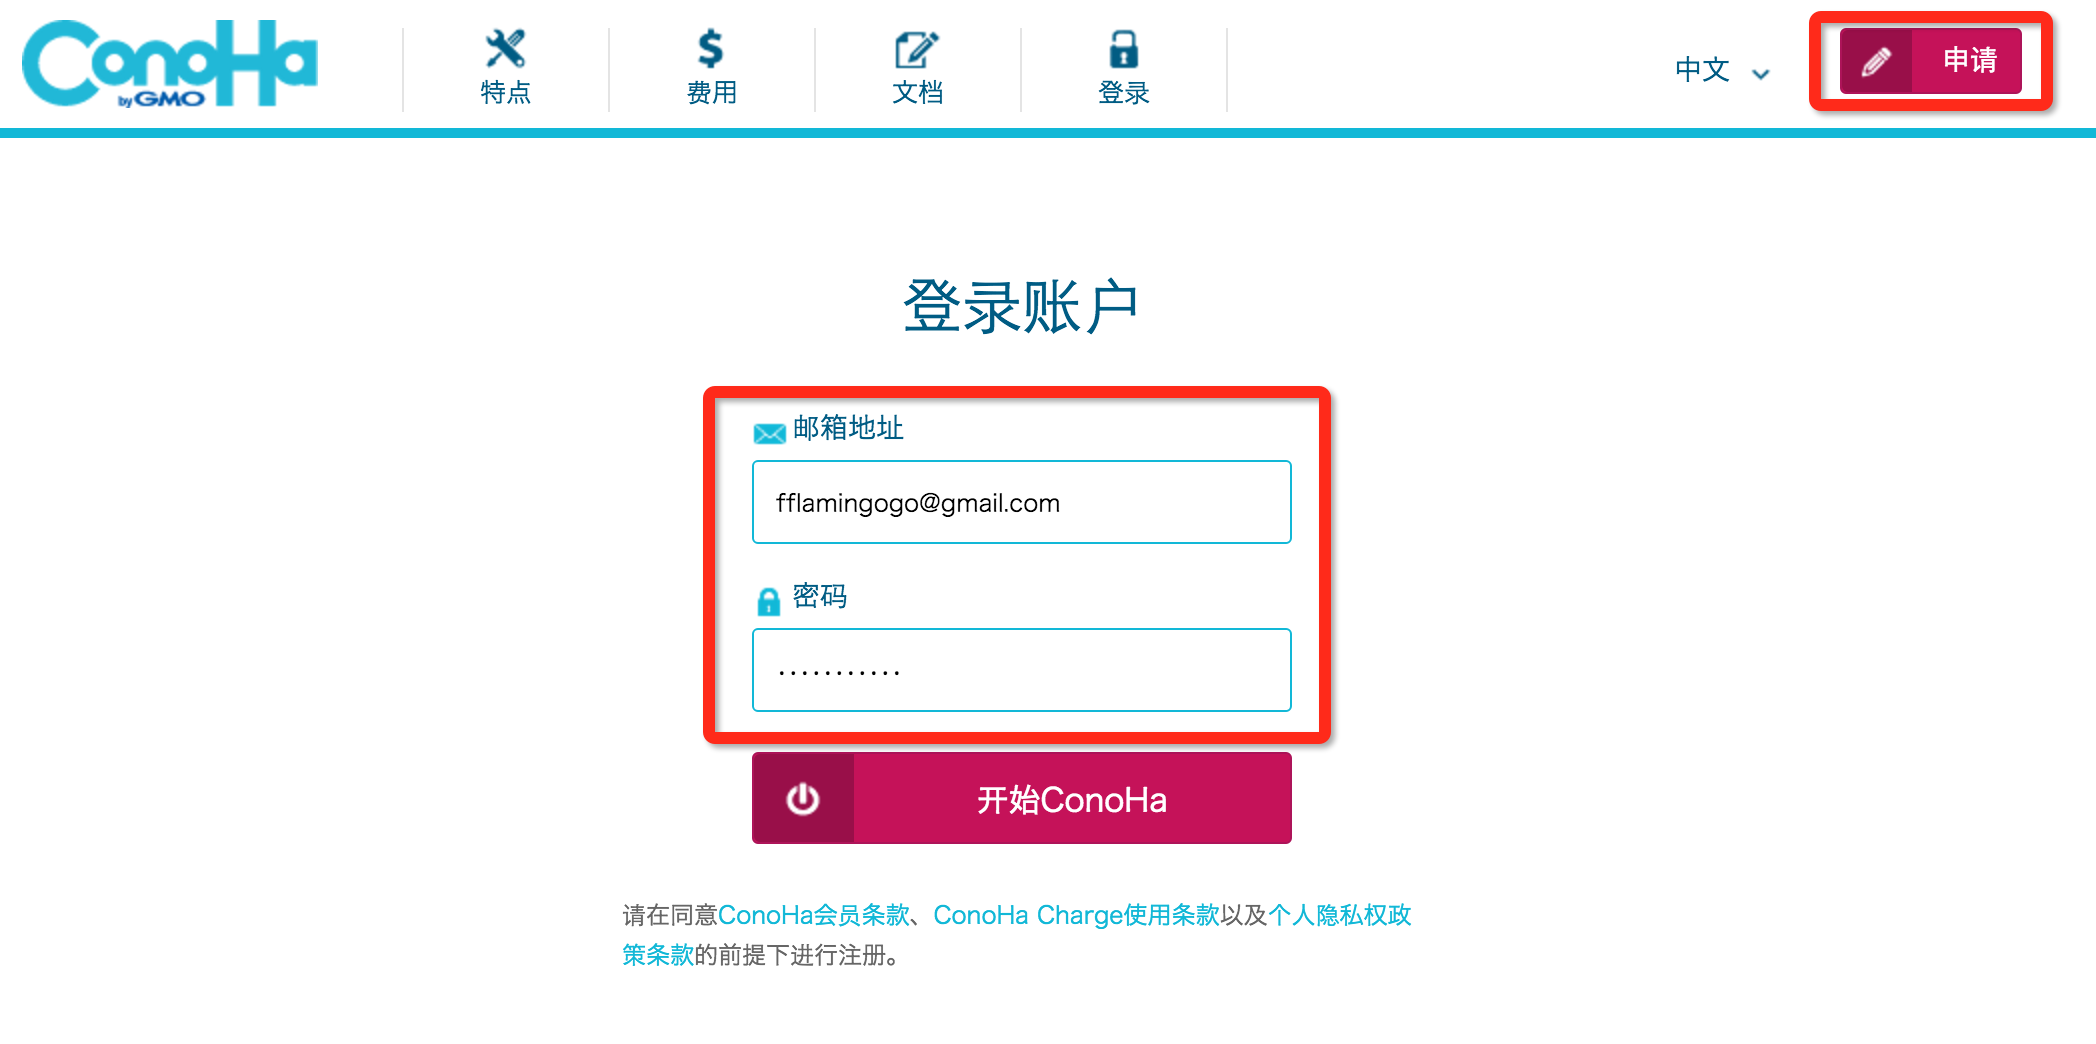 ConoHa
by GMO
特点
费用
文档
登录
中文
申请
登录账户
邮箱地址
fflamingogo@gmail.com
密码
...........
开始ConoHa
请在同意ConoHa会员条款、ConoHa Charge使用条款以及个人隐私权政
策条款的前提下进行注册。